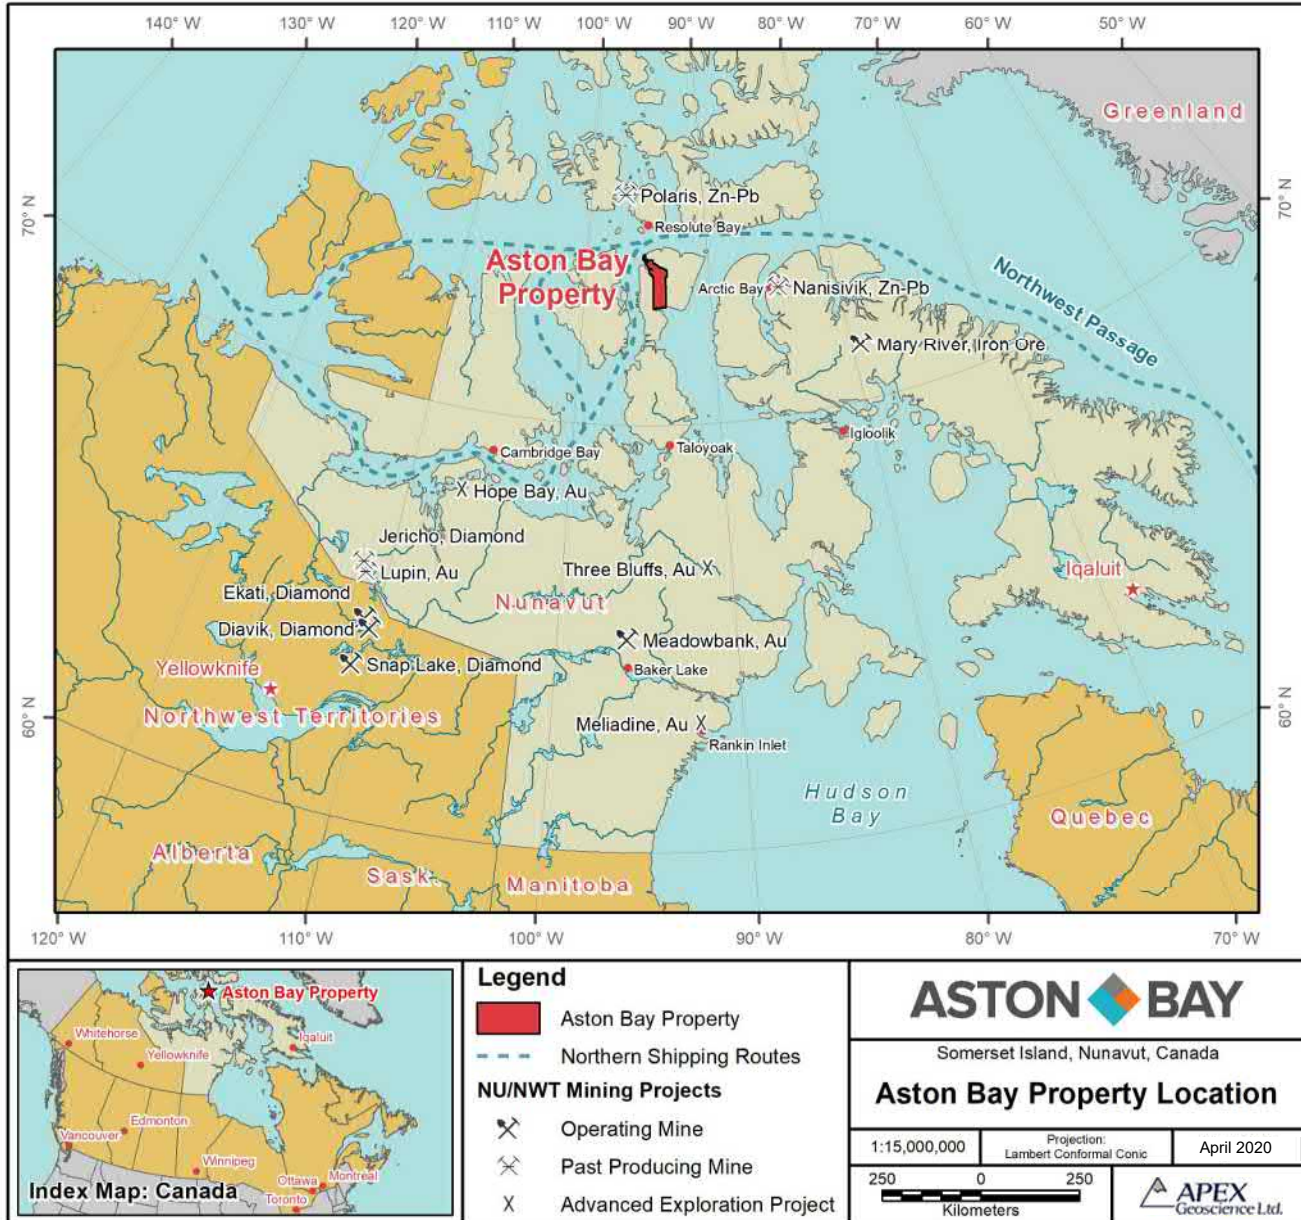 140° W
130° W
120° W
110° W
100° W
90° W
80° W
70° W
60° W
50° W
Greenland
70° N
70° N
Polaris, Zn-Pb
Resolute Bay
Aston Bay
Property
Arctic Bay
Nanisivik, Zn-Pb
Northwest Passage
Mary River, Iron Ore
Igloolik
Cambridge Bay
Taloyoak
Hope Bay, Au
Jericho, Diamond
Lupin, Au
Three Bluffs, Au
Iqaluit
Ekati, Diamond
Nunavut
Diavik, Diamond
Meadowbank, Au
Yellowknife
Snap Lake, Diamond
Baker Lake
Northwest Territories
Meliadine, Au
Rankin Inlet
60° N
60° N
Hudson
Bay
Quebec
Alberta
Sask.
Manitoba
120° W
110° W
100° W
90° W
80° W
70° W
Aston Bay Property
Whitehorse
Yellowknife
Iqaluit
Edmonton
Vancouver
Winnipeg
Ottawa
Montreal
Toronto
Index Map: Canada
Legend
Aston Bay Property
Northern Shipping Routes
NU/NWT Mining Projects
Operating Mine
Past Producing Mine
Advanced Exploration Project
ASTON BAY
Somerset Island, Nunavut, Canada
Aston Bay Property Location
1:15,000,000
Projection:
Lambert Conformal Conic
April 2020
250
0
250
Kilometers
APEX
Geoscience Ltd.